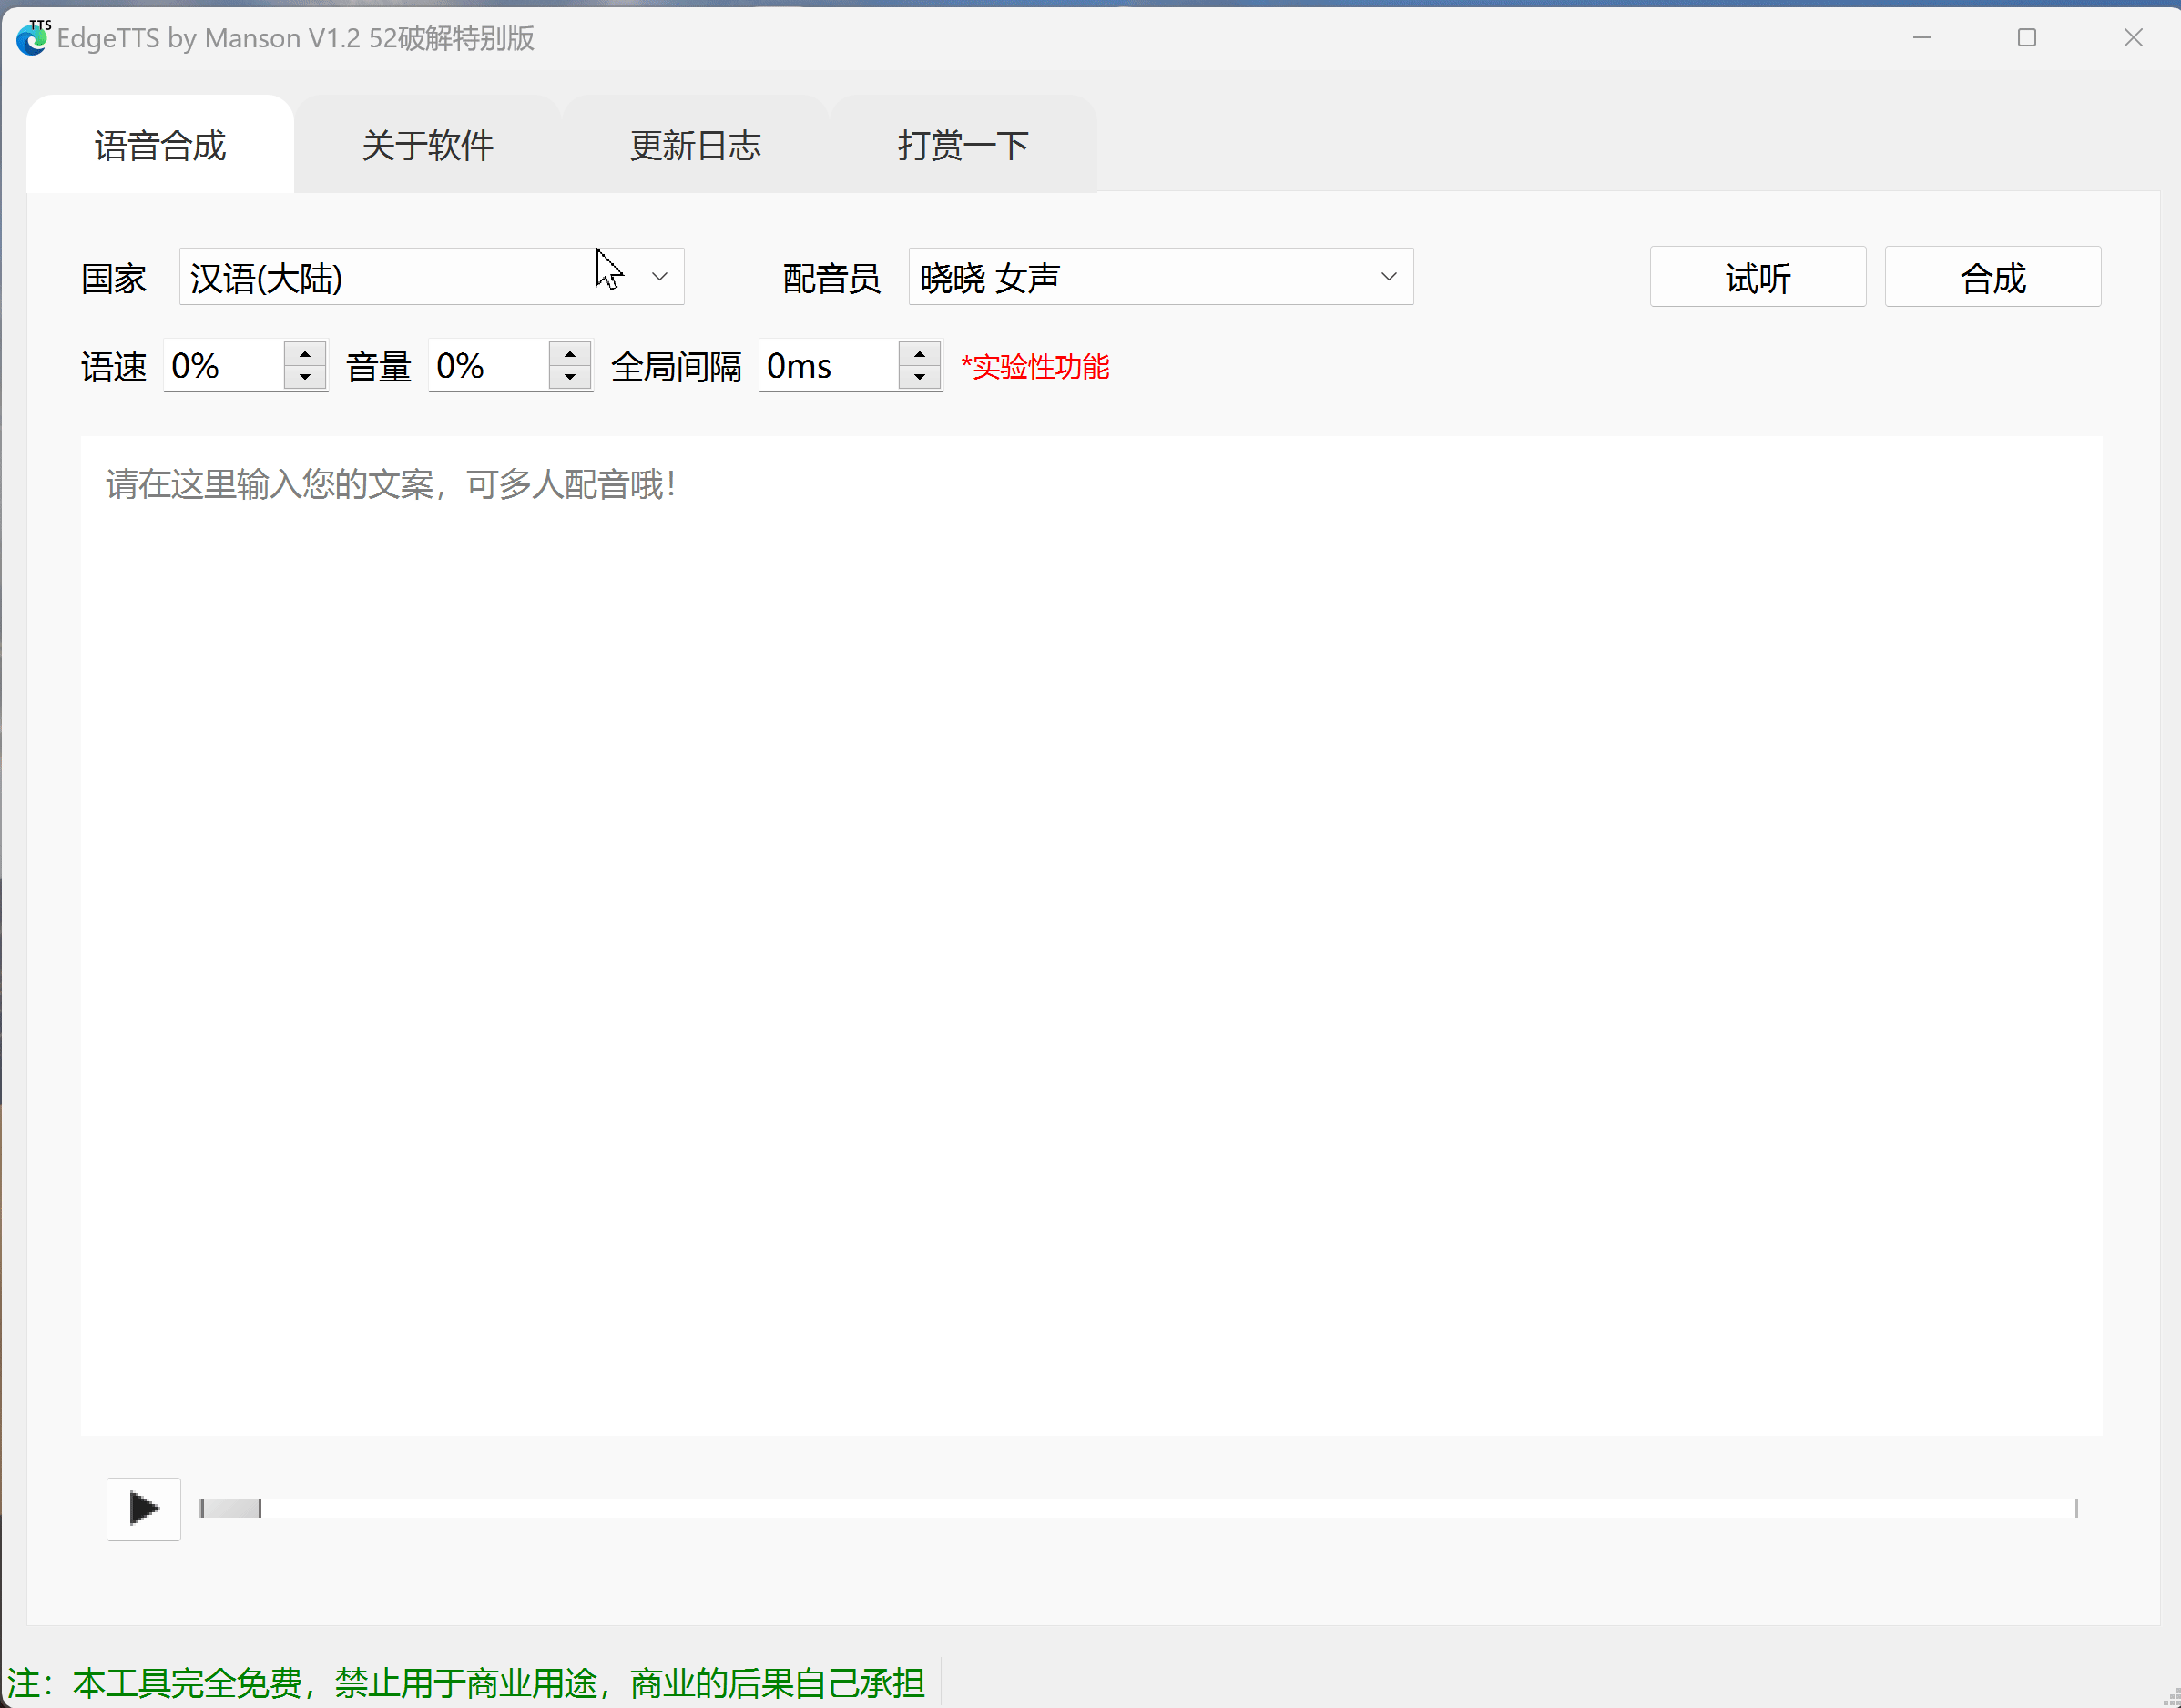 TTS
EdgeTTS by Manson V1.2 52破解特别版
语音合成 关于软件 更新日志 打赏一下
国家 汉语(大陆) 配音员 晓晓 女声 试听 合成
语速 0% 音量 0% 全局间隔 0ms *实验性功能
请在这里输入您的文案，可多人配音哦！
注：本工具完全免费，禁止用于商业用途，商业的后果自己承担